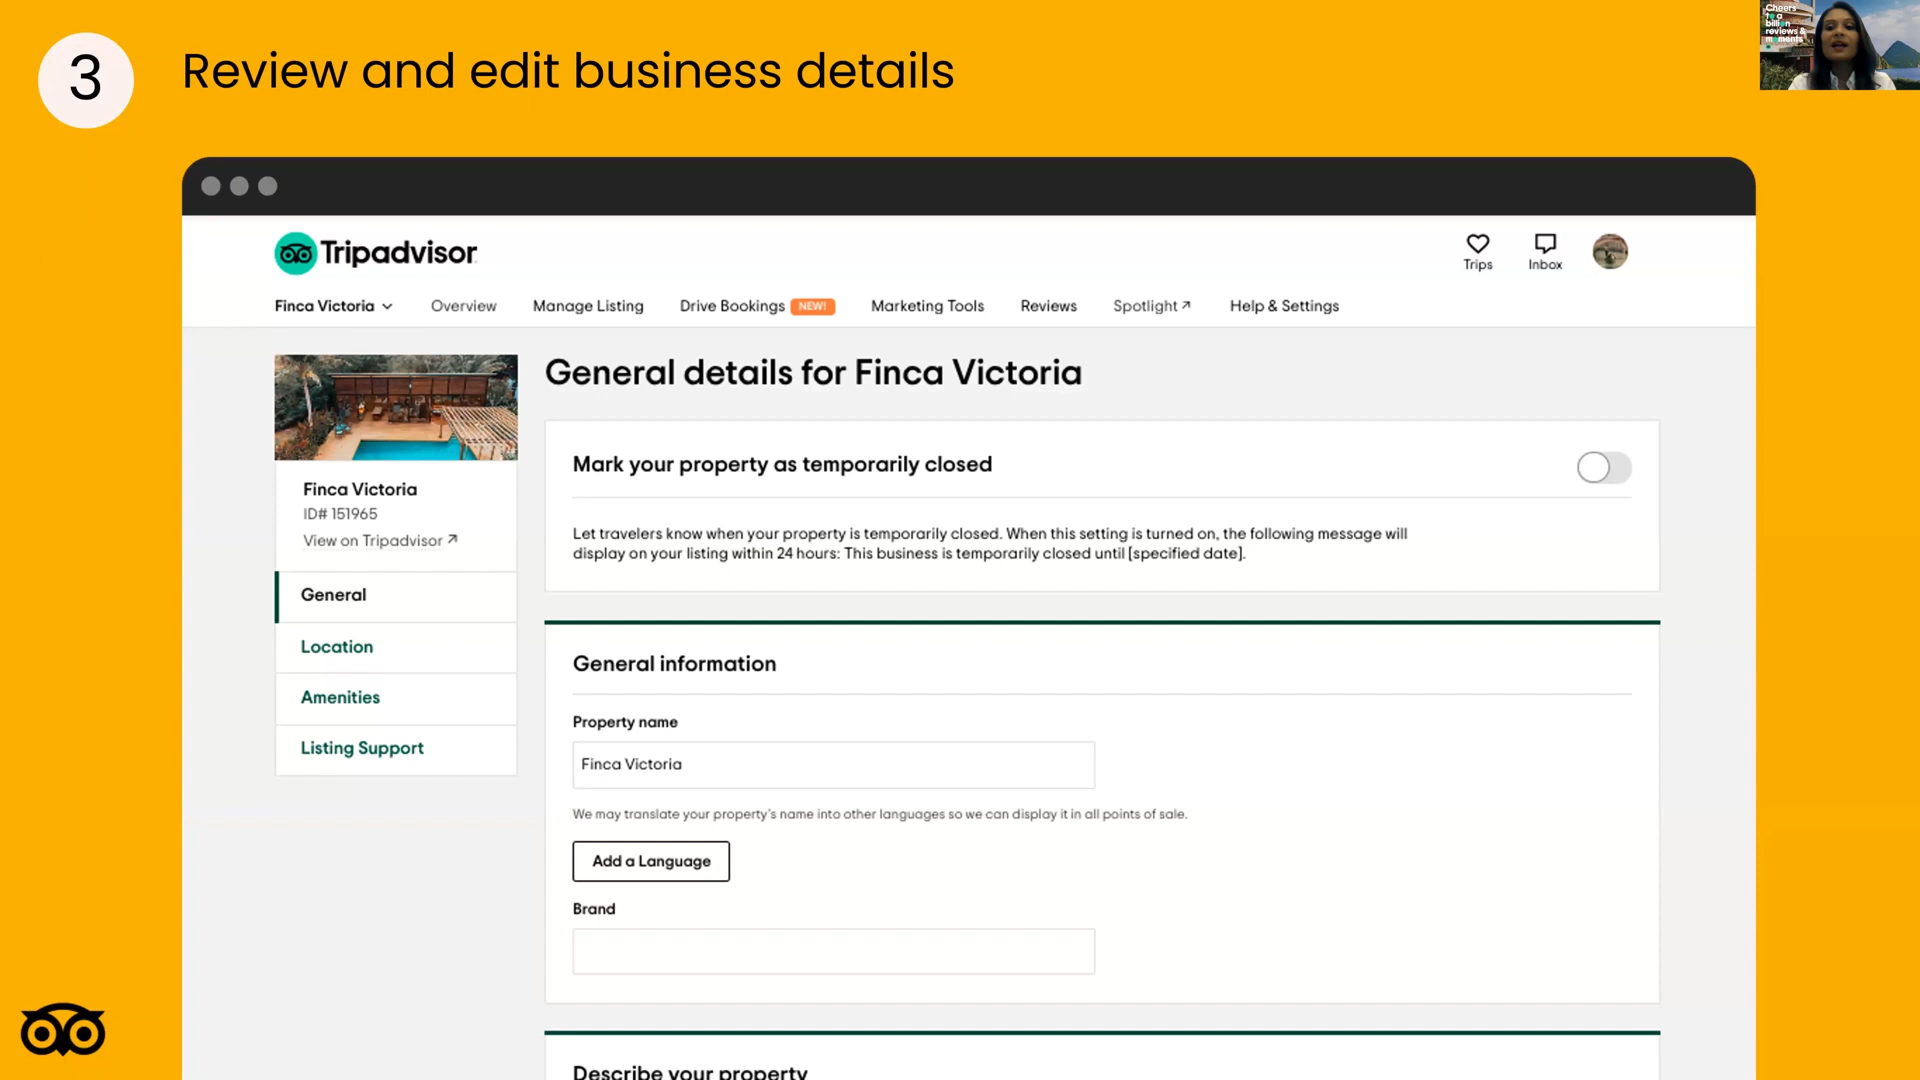 3
Review and edit business details
Cheers
to a
billion
reviews &
moments
Tripadvisor
Trips
Inbox
Finca Victoria
Overview
Manage Listing
Drive Bookings NEW!
Marketing Tools
Reviews
Spotlight
Help & Settings
Finca Victoria
ID# 151965
View on Tripadvisor
General
Location
Amenities
Listing Support
General details for Finca Victoria
Mark your property as temporarily closed
Let travelers know when your property is temporarily closed. When this setting is turned on, the following message will
display on your listing within 24 hours: This business is temporarily closed until [specified date].
General information
Property name
Finca Victoria
We may translate your property's name into other languages so we can display it in all points of sale.
Add a Language
Brand
Describe your property